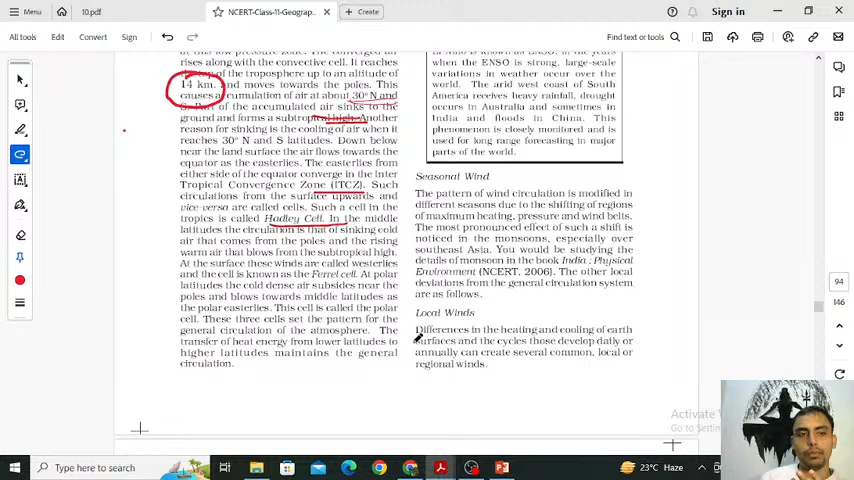 Menu
10.pdf
NCERT-Class-11-Geograp...
Create
Sign in
All tools
Edit
Convert
Sign
Find text or tools
at this low pressure zone. The converged air
rises along with the convective cell. It reaches
the top of the troposphere up to an altitude of
14 km. and moves towards the poles. This
causes accumulation of air at about 30° N and
S. Part of the accumulated air sinks to the
ground and forms a subtropical high. Another
reason for sinking is the cooling of air when it
reaches 30° N and S latitudes. Down below
near the land surface the air flows towards the
equator as the easterlies. The easterlies from
either side of the equator converge in the Inter
Tropical Convergence Zone (ITCZ). Such
circulations from the surface upwards and
vice-versa are called cells. Such a cell in the
tropics is called Hadley Cell. In the middle
latitudes the circulation is that of sinking cold
air that comes from the poles and the rising
warm air that blows from the subtropical high.
At the surface these winds are called westerlies
and the cell is known as the Ferrel cell. At polar
latitudes the cold dense air subsides near the
poles and blows towards middle latitudes as
the polar easterlies. This cell is called the polar
cell. These three cells set the pattern for the
general circulation of the atmosphere. The
transfer of heat energy from lower latitudes to
higher latitudes maintains the general
circulation.
El Nino is known as ENSO. In the years
when the ENSO is strong, large-scale
variations in weather occur over the
world. The arid west coast of South
America receives heavy rainfall, drought
occurs in Australia and sometimes in
India and floods in China. This
phenomenon is closely monitored and is
used for long range forecasting in major
parts of the world.
Seasonal Wind
The pattern of wind circulation is modified in
different seasons due to the shifting of regions
of maximum heating, pressure and wind belts.
The most pronounced effect of such a shift is
noticed in the monsoons, especially over
southeast Asia. You would be studying the
details of monsoon in the book India : Physical
Environment (NCERT, 2006). The other local
deviations from the general circulation system
are as follows.
Local Winds
Differences in the heating and cooling of earth
surfaces and the cycles those develop daily or
annually can create several common, local or
regional winds.
94
146
Activate
Go to Setting
Type here to search
23°C Haze